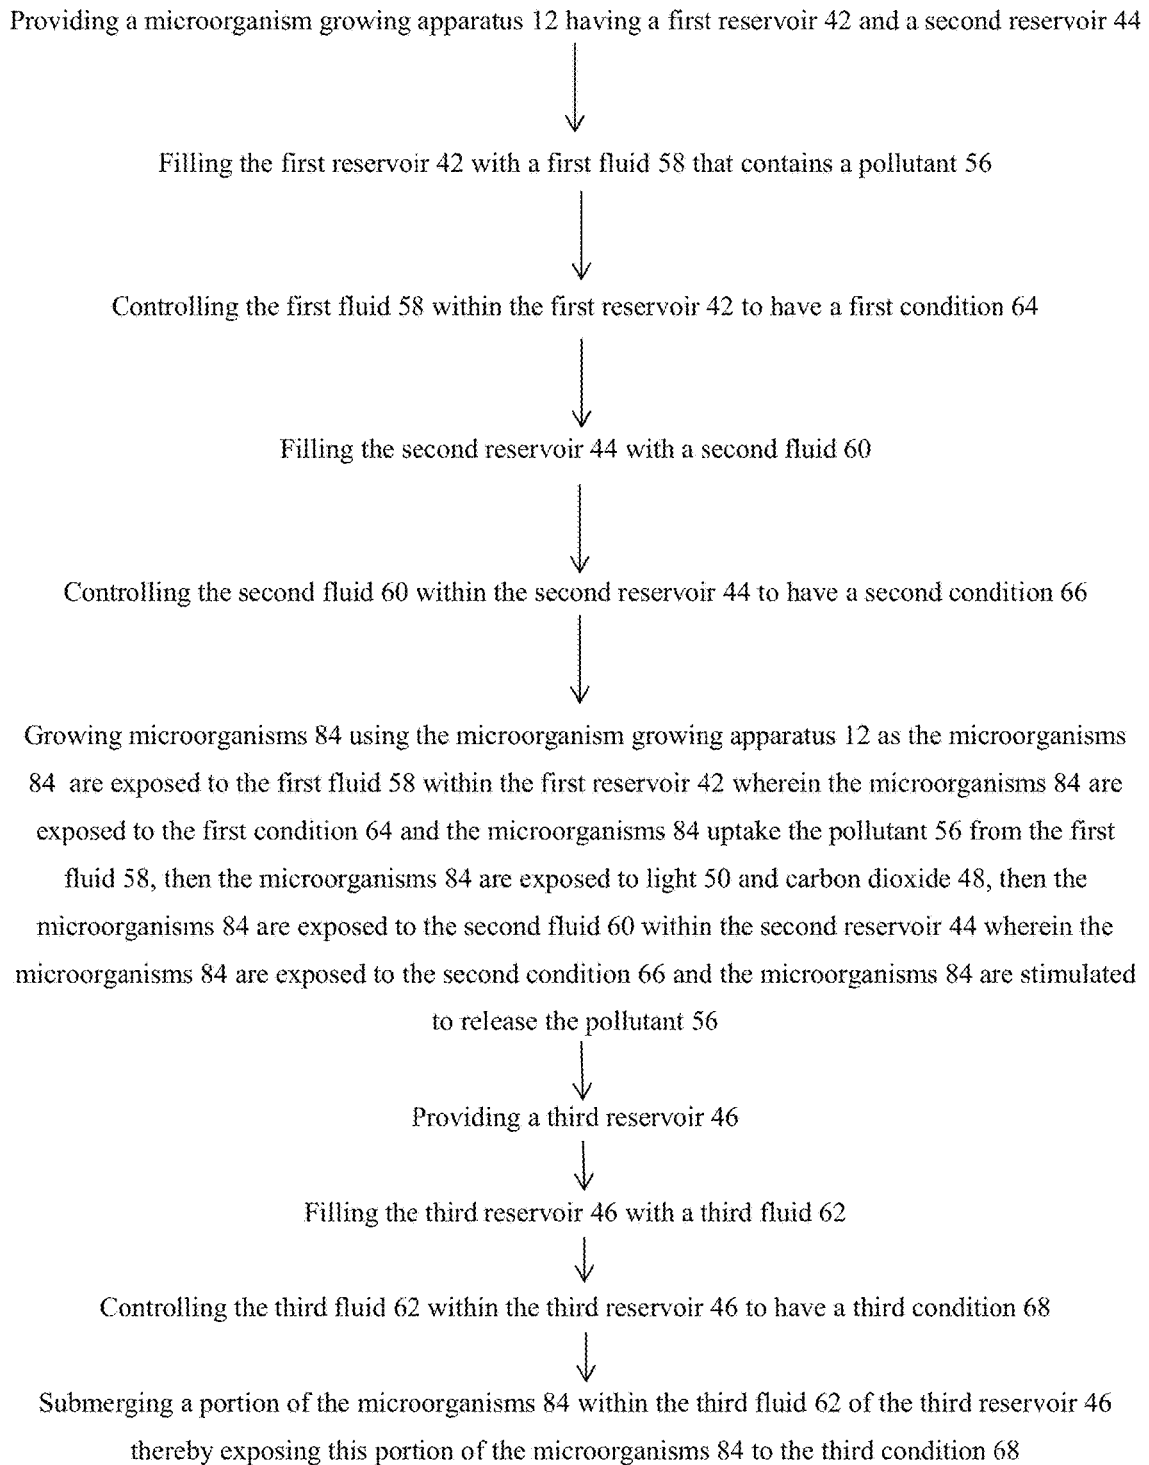 Providing a microorganism growing apparatus 12 having a first reservoir 42 and a second reservoir 44
Filling the first reservoir 42 with a first fluid 58 that contains a pollutant 56
Controlling the first fluid 58 within the first reservoir 42 to have a first condition 64
Filling the second reservoir 44 with a second fluid 60
Controlling the second fluid 60 within the second reservoir 44 to have a second condition 66
Growing microorganisms 84 using the microorganism growing apparatus 12 as the microorganisms
84 are exposed to the first fluid 58 within the first reservoir 42 wherein the microorganisms 84 are
exposed to the first condition 64 and the microorganisms 84 uptake the pollutant 56 from the first
fluid 58, then the microorganisms 84 are exposed to light 50 and carbon dioxide 48, then the
microorganisms 84 are exposed to the second fluid 60 within the second reservoir 44 wherein the
microorganisms 84 are exposed to the second condition 66 and the microorganisms 84 are stimulated
to release the pollutant 56
Providing a third reservoir 46
Filling the third reservoir 46 with a third fluid 62
Controlling the third fluid 62 within the third reservoir 46 to have a third condition 68
Submerging a portion of the microorganisms 84 within the third fluid 62 of the third reservoir 46
thereby exposing this portion of the microorganisms 84 to the third condition 68